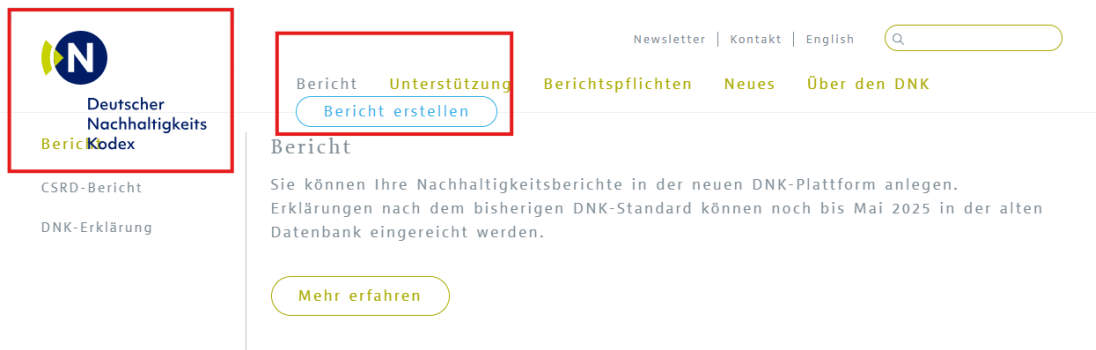 Newsletter | Kontakt | English
N
Deutscher
Nachhaltigkeits
Kodex
Bericht Unterstützung Berichtspflichten Neues Über den DNK
Bericht erstellen
Bericht
CSRD-Bericht
DNK-Erklärung
Bericht
Sie können Ihre Nachhaltigkeitsberichte in der neuen DNK-Plattform anlegen.
Erklärungen nach dem bisherigen DNK-Standard können noch bis Mai 2025 in der alten
Datenbank eingereicht werden.
Mehr erfahren